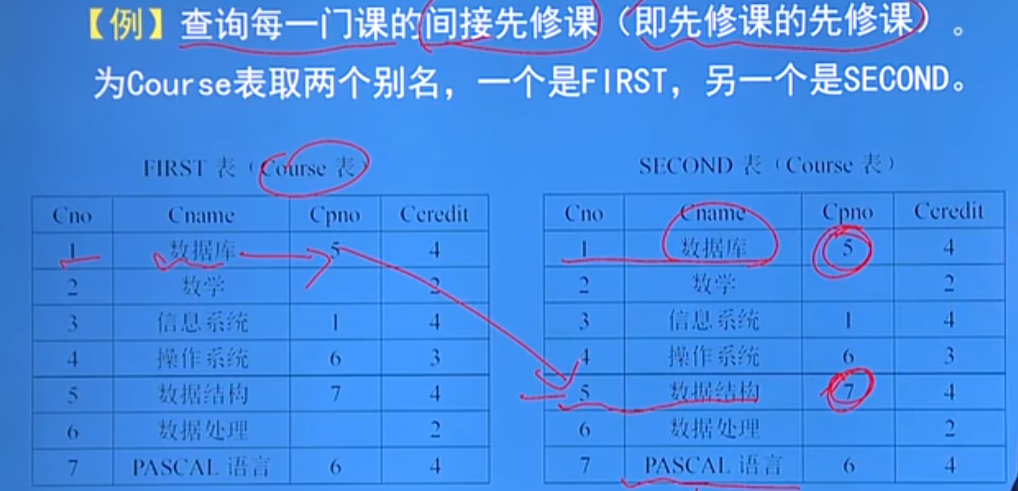 【例】查询每一门课的间接先修课（即先修课的先修课）。
为Course表取两个别名，一个是FIRST，另一个是SECOND。
FIRST 表（Course 表）
Cno Cname Cpno Ccredit
1 数据库 5 4
2 数学 2
3 信息系统 1 4
4 操作系统 6 3
5 数据结构 7 4
6 数据处理 2
7 PASCAL 语言 6 4
SECOND 表（Course 表）
Cno Cname Cpno Ccredit
1 数据库 5 4
2 数学 2
3 信息系统 1 4
4 操作系统 6 3
5 数据结构 7 4
6 数据处理 2
7 PASCAL 语言 6 4